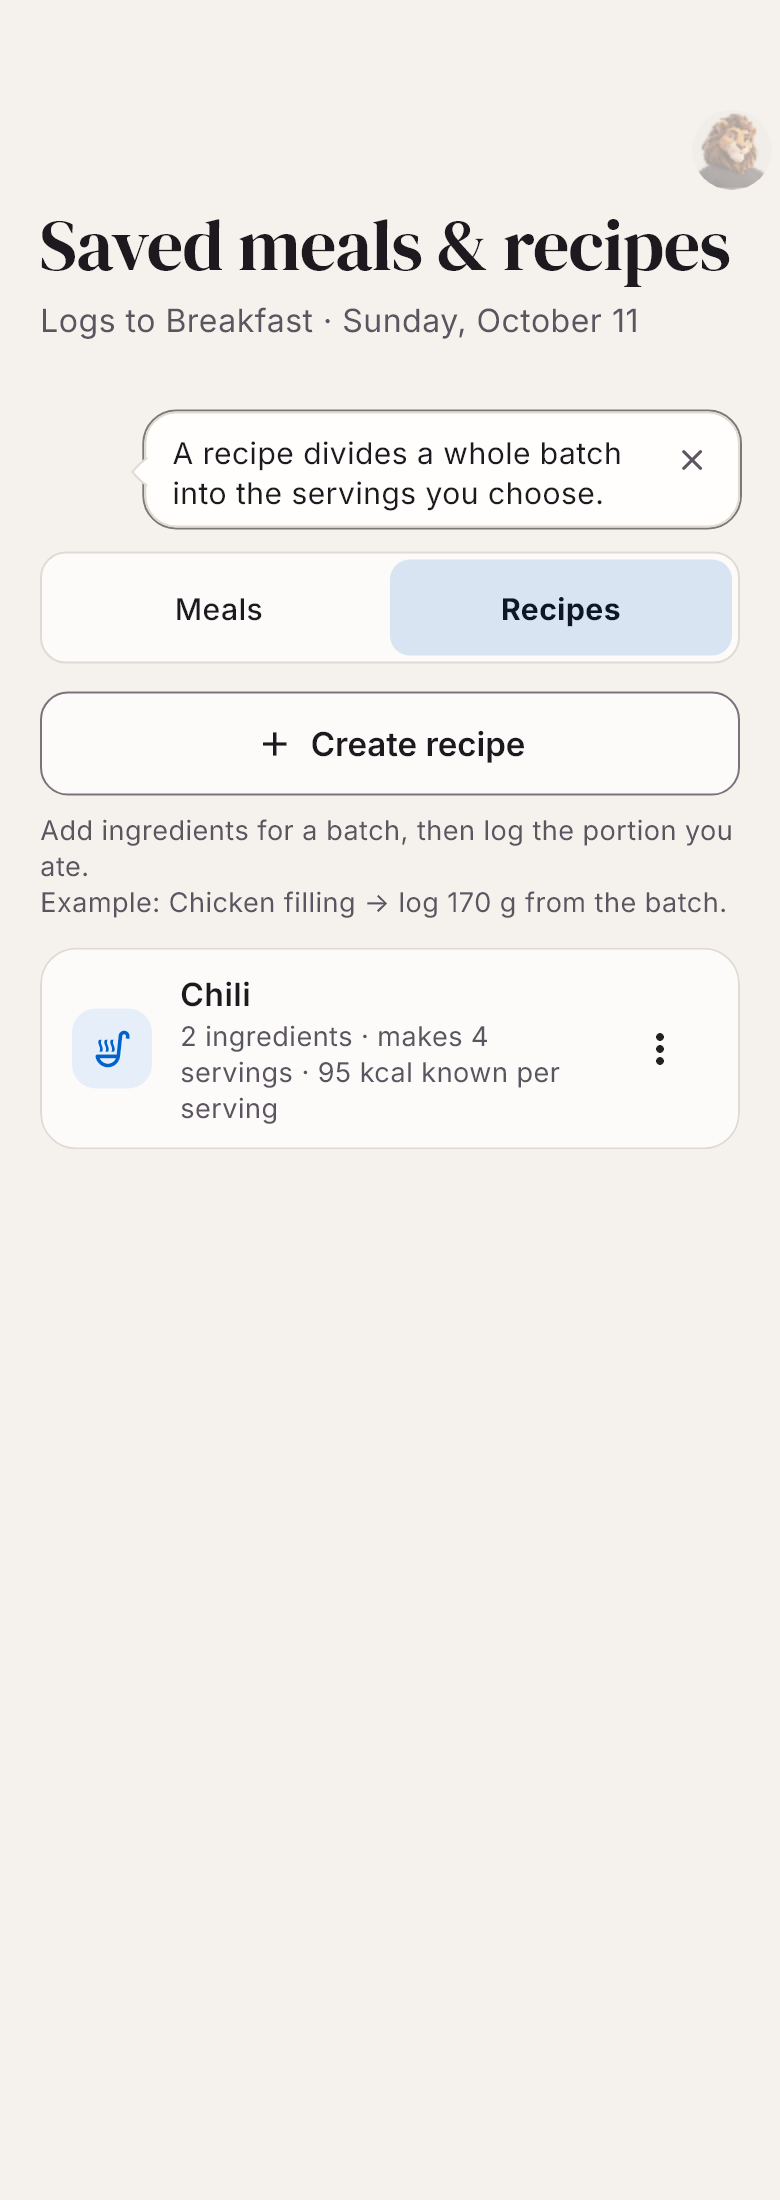 Saved meals & recipes
Logs to Breakfast · Sunday, October 11
A recipe divides a whole batch
into the servings you choose.
Meals
Recipes
+ Create recipe
Add ingredients for a batch, then log the portion you
ate.
Example: Chicken filling → log 170 g from the batch.
Chili
2 ingredients · makes 4
servings · 95 kcal known per
serving